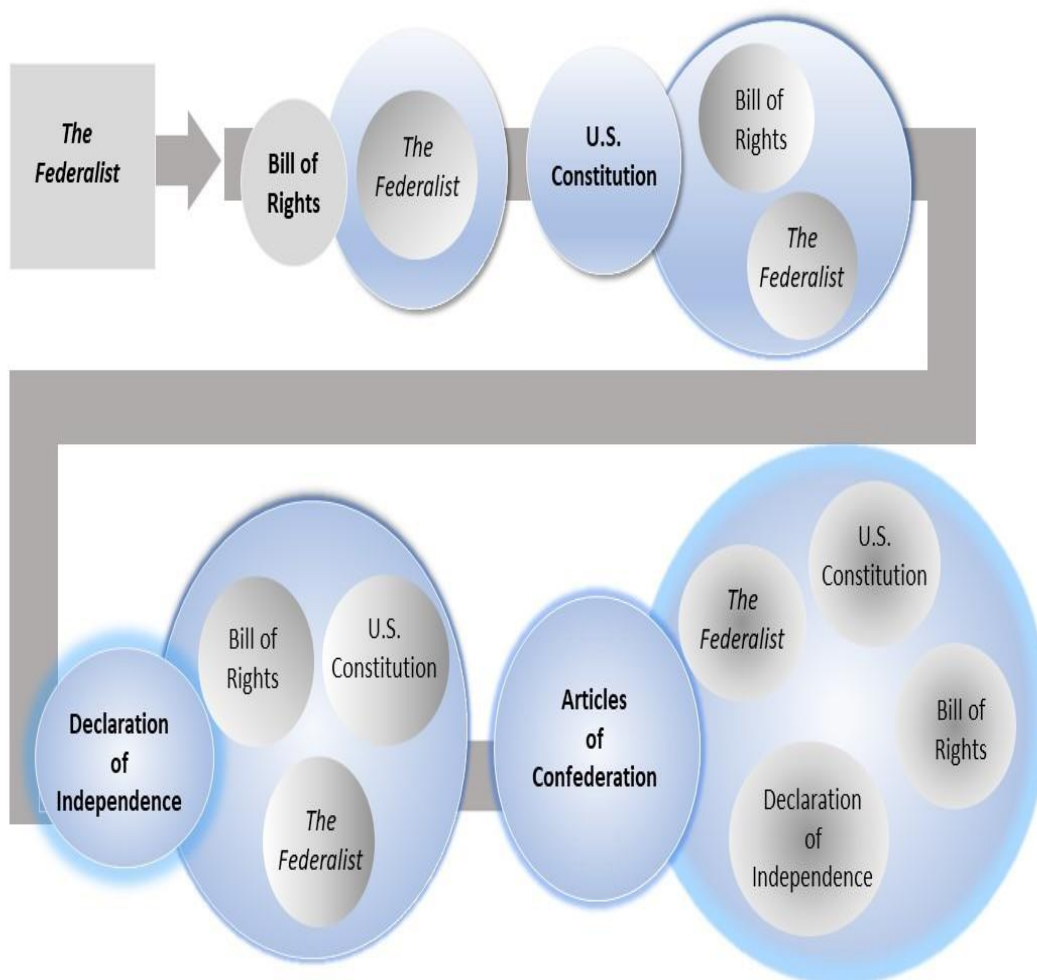 The
Federalist
Bill of
Rights
The
Federalist
U.S.
Constitution
Bill of
Rights
The
Federalist
Declaration
of
Independence
Bill of
Rights
U.S.
Constitution
The
Federalist
Articles
of
Confederation
The
Federalist
U.S.
Constitution
Bill of
Rights
Declaration
of
Independence